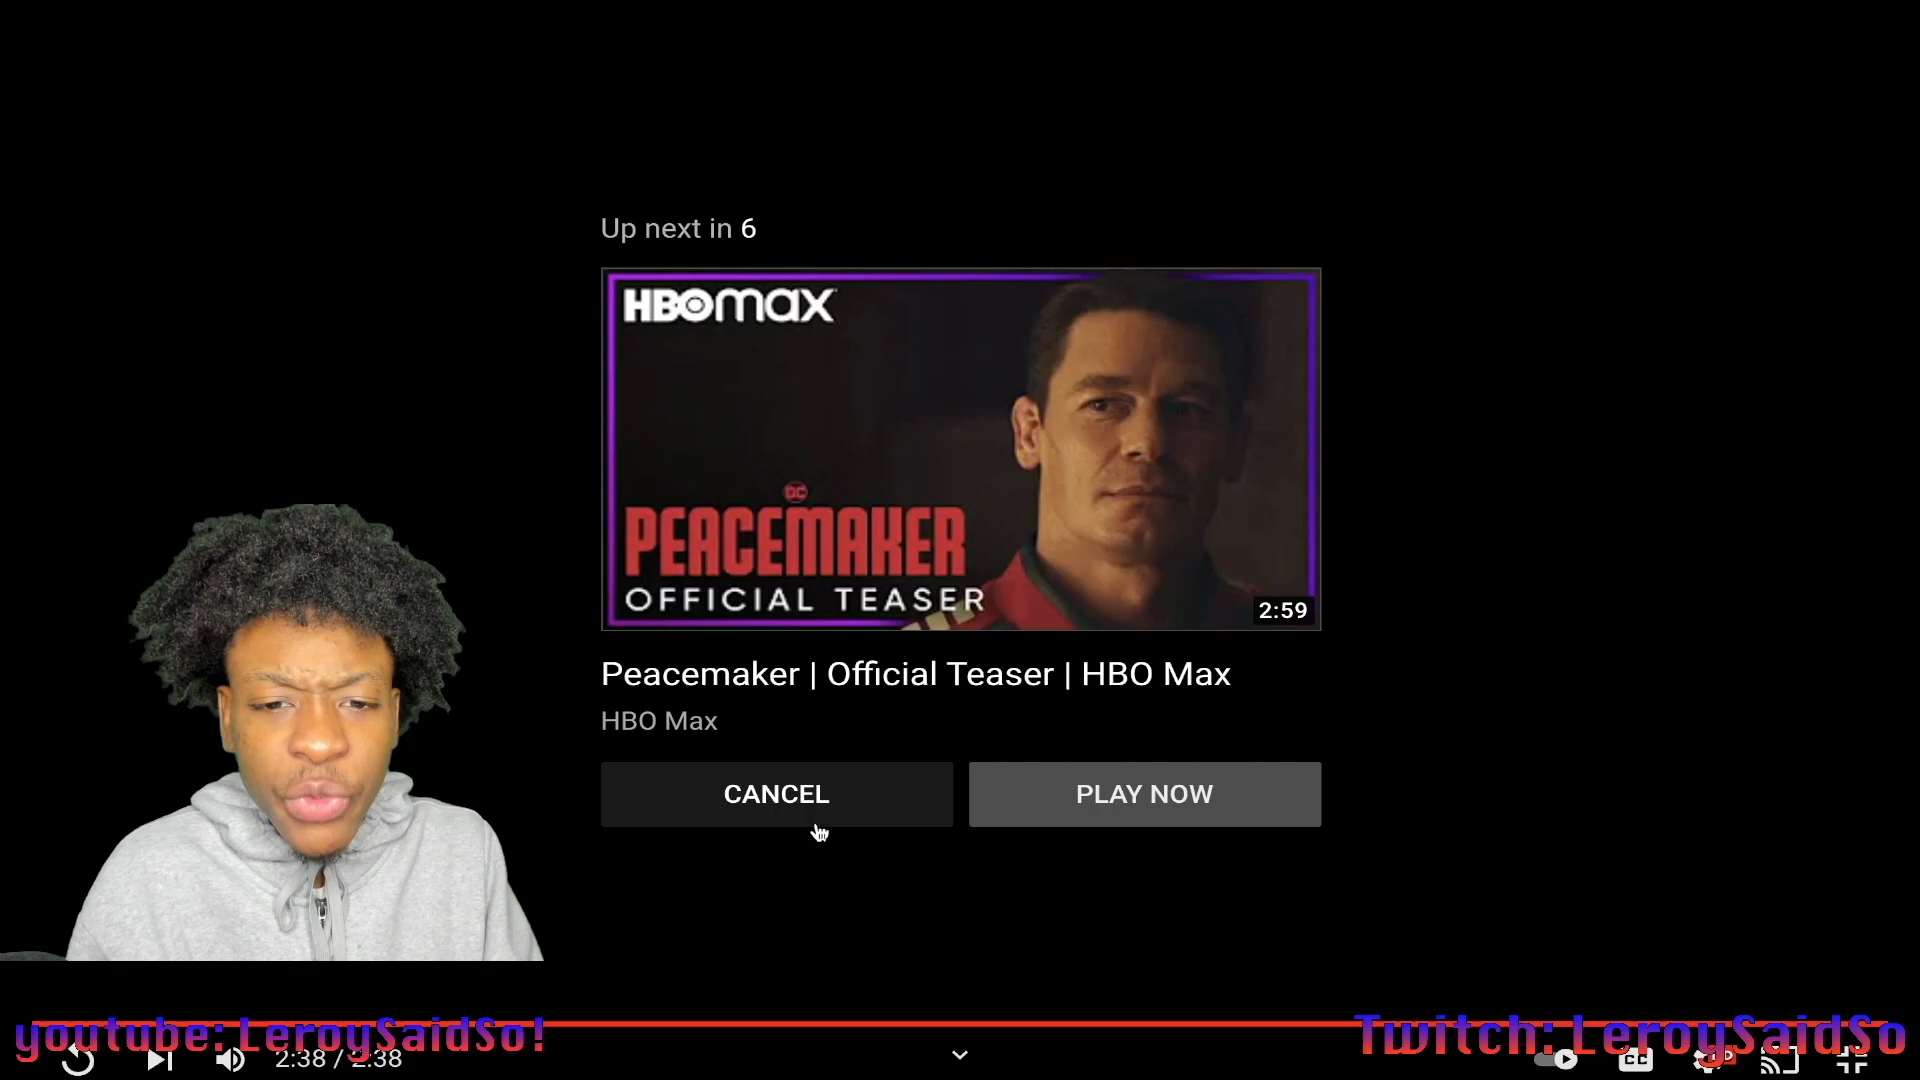 Up next in 6
HBOmax
DC
PEACEMAKER
OFFICIAL TEASER
2:59
Peacemaker | Official Teaser | HBO Max
HBO Max
CANCEL
PLAY NOW
youtube: LeroySaidSo!
Twitch: LeroySaidSo
2:38 / 2:38
CC